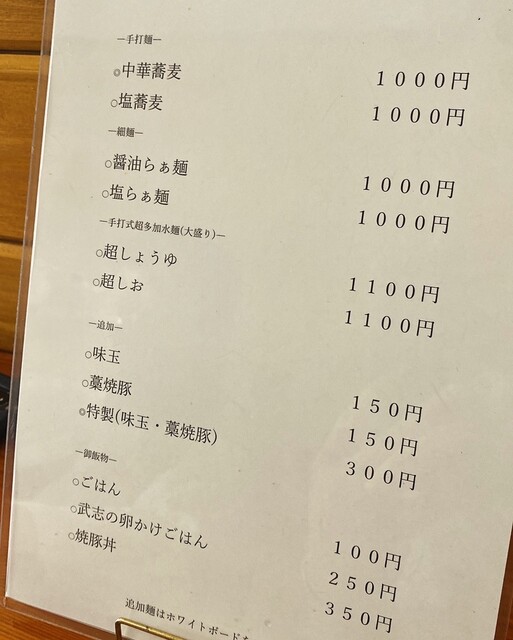 ―手打麺―
◎中華蕎麦 1000円
○塩蕎麦 1000円
―細麺―
○醤油らぁ麺 1000円
○塩らぁ麺 1000円
―手打式超多加水麺(大盛り)―
○超しょうゆ 1100円
○超しお 1100円
―追加―
○味玉 150円
○藁焼豚 150円
◎特製(味玉・藁焼豚) 300円
―御飯物―
○ごはん 100円
○武志の卵かけごはん 250円
○焼豚丼 350円
追加麺はホワイトボードを